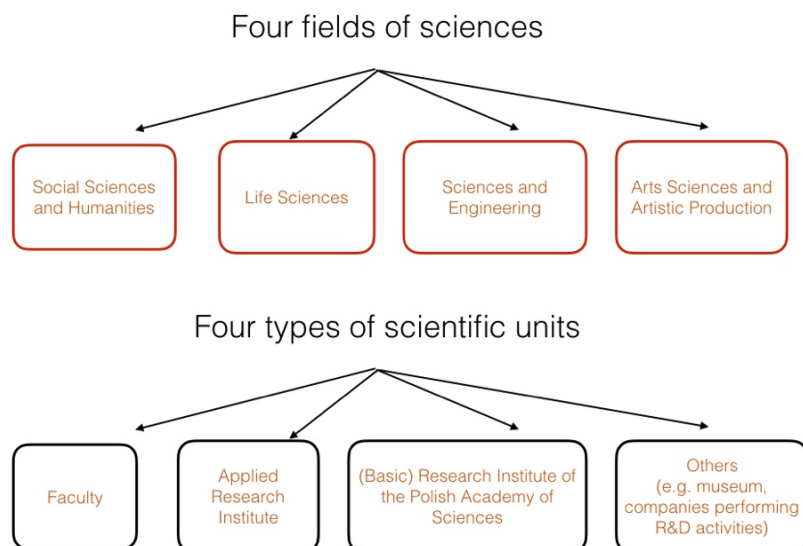 Four fields of sciences
Social Sciences
and Humanities
Life Sciences
Sciences and
Engineering
Arts Sciences and
Artistic Production
Four types of scientific units
Faculty
Applied
Research
Institute
(Basic) Research Institute of
the Polish Academy of
Sciences
Others
(e.g. museum,
companies performing
R&D activities)